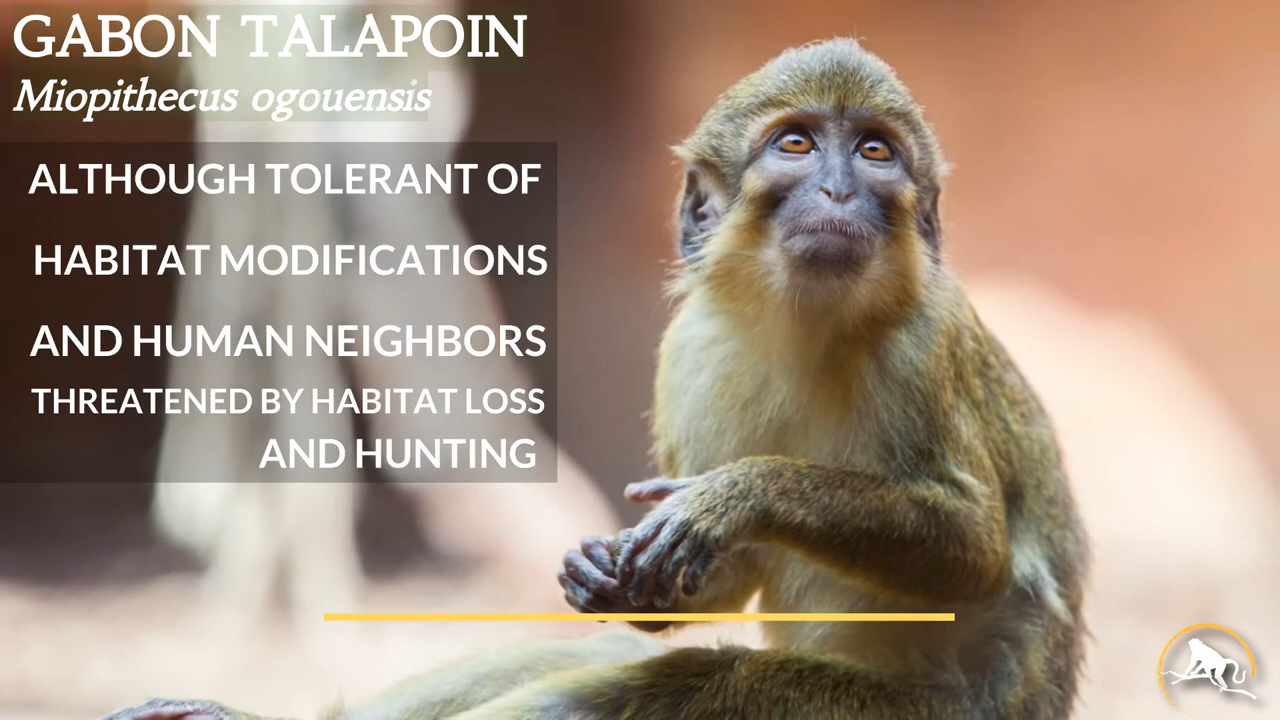 GABON TALAPOIN
Miopithecus ogouensis
ALTHOUGH TOLERANT OF
HABITAT MODIFICATIONS
AND HUMAN NEIGHBORS
THREATENED BY HABITAT LOSS
AND HUNTING